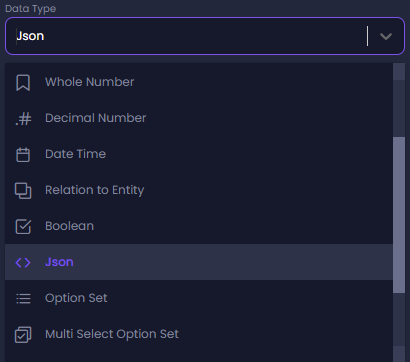 Data Type
Json
Whole Number
Decimal Number
Date Time
Relation to Entity
Boolean
Json
Option Set
Multi Select Option Set